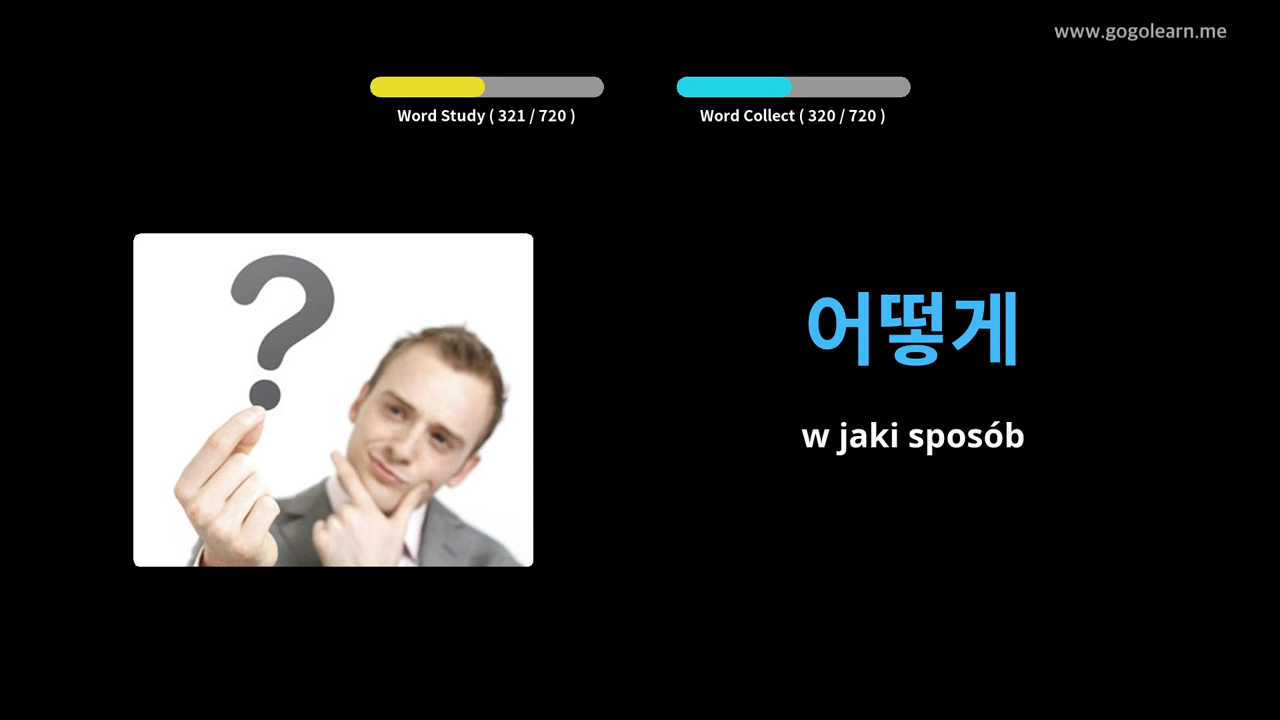 www.gogolearn.me
Word Study ( 321 / 720 )
Word Collect ( 320 / 720 )
어떻게
w jaki sposób